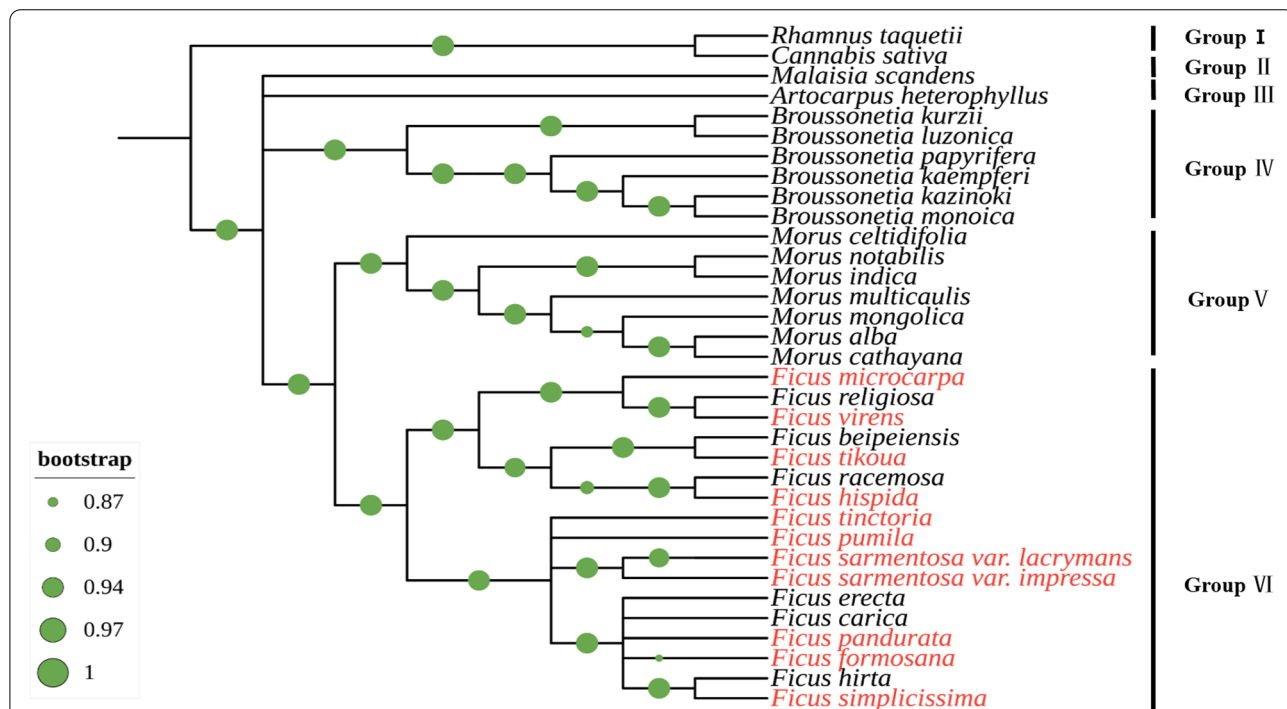 Rhamnus taquetii
Cannabis sativa
Malaisia scandens
Artocarpus heterophyllus
Broussonetia kurzii
Broussonetia luzonica
Broussonetia papyrifera
Broussonetia kaempferi
Broussonetia kazinoki
Broussonetia monoica
Morus celtidifolia
Morus notabilis
Morus indica
Morus multicaulis
Morus mongolica
Morus alba
Morus cathayana
Ficus microcarpa
Ficus religiosa
Ficus virens
Ficus beipeiensis
Ficus tikoua
Ficus racemosa
Ficus hispida
Ficus tinctoria
Ficus pumila
Ficus sarmentosa var. lacrymans
Ficus sarmentosa var. impressa
Ficus erecta
Ficus carica
Ficus pandurata
Ficus formosana
Ficus hirta
Ficus simplicissima
Group Ⅰ
Group Ⅱ
Group Ⅲ
Group Ⅳ
Group Ⅴ
Group Ⅵ
bootstrap
0.87
0.9
0.94
0.97
1